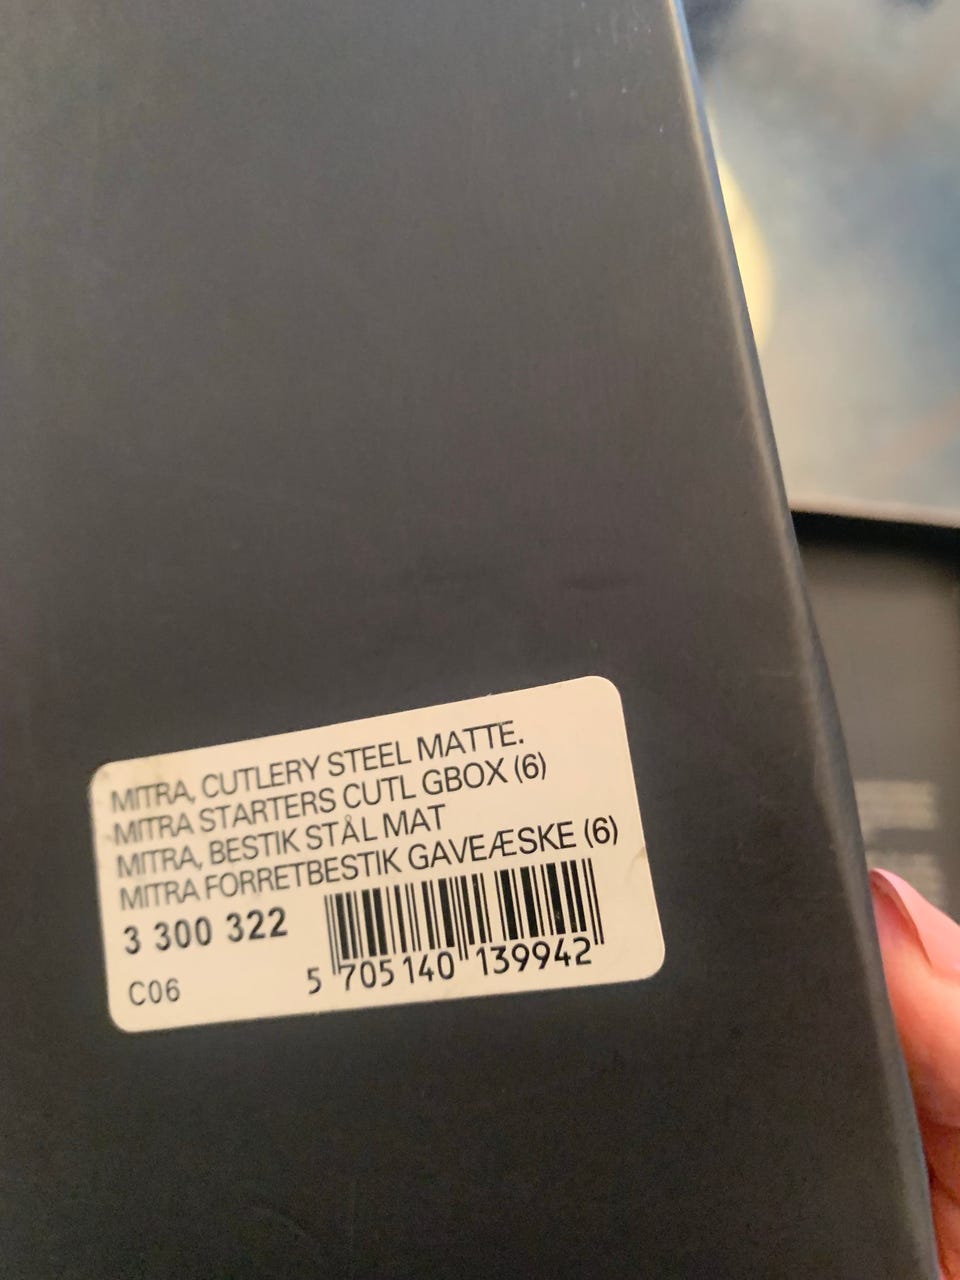 MITRA, CUTLERY STEEL MATTE.
MITRA STARTERS CUTL GBOX (6)
MITRA, BESTIK STÅL MAT
MITRA FORRETBESTIK GAVEÆSKE (6)
3 300 322
C06
5 705140 139942